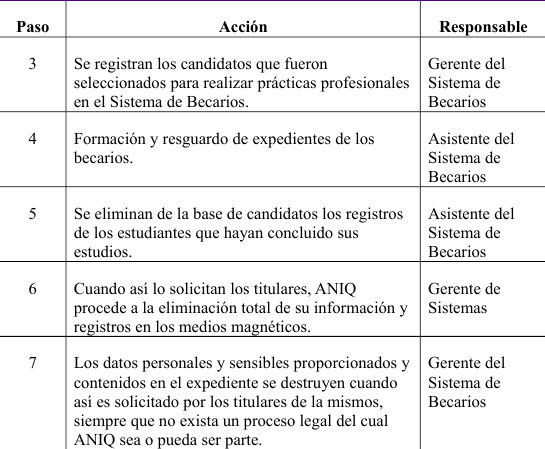 Paso Acción Responsable
3 Se registran los candidatos que fueron Gerente del
seleccionados para realizar prácticas profesionales Sistema de
en el Sistema de Becarios. Becarios
4 Formación y resguardo de expedientes de los Asistente del
becarios. Sistema de
Becarios
5 Se eliminan de la base de candidatos los registros Asistente del
de los estudiantes que hayan concluido sus Sistema de
estudios. Becarios
6 Cuando así lo solicitan los titulares, ANIQ Gerente de
procede a la eliminación total de su información y Sistemas
registros en los medios magnéticos.
7 Los datos personales y sensibles proporcionados y Gerente del
contenidos en el expediente se destruyen cuando Sistema de
así es solicitado por los titulares de la mismos, Becarios
siempre que no exista un proceso legal del cual
ANIQ sea o pueda ser parte.